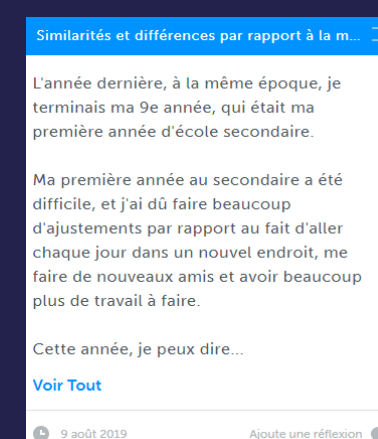 Similarités et différences par rapport à la m...
L'année dernière, à la même époque, je
terminais ma 9e année, qui était ma
première année d'école secondaire.
Ma première année au secondaire a été
difficile, et j'ai dû faire beaucoup
d'ajustements par rapport au fait d'aller
chaque jour dans un nouvel endroit, me
faire de nouveaux amis et avoir beaucoup
plus de travail à faire.
Cette année, je peux dire...
Voir Tout
9 août 2019 Ajoute une réflexion